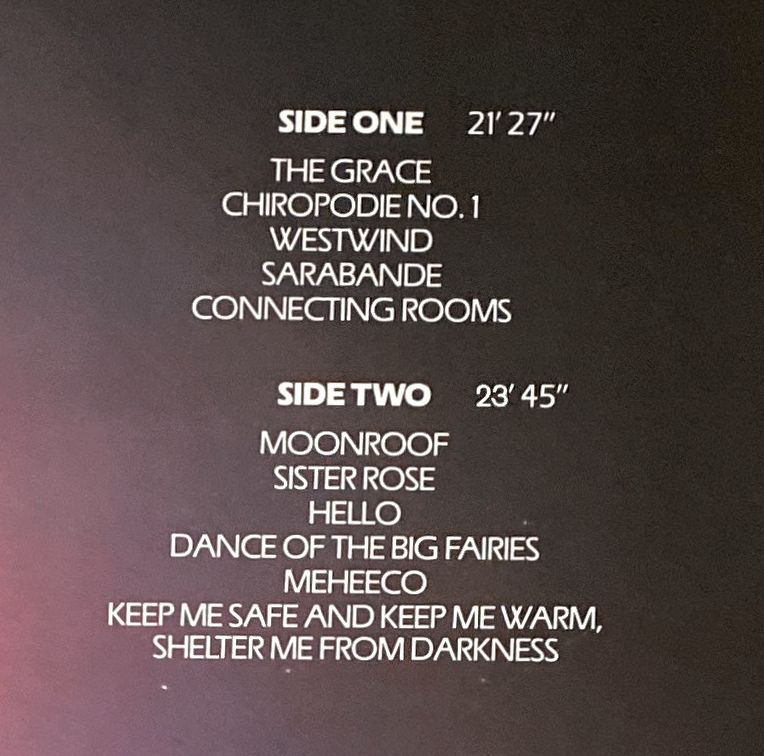 SIDE ONE 21' 27"
THE GRACE
CHIROPODIE NO. 1
WESTWIND
SARABANDE
CONNECTING ROOMS
SIDE TWO 23' 45"
MOONROOF
SISTER ROSE
HELLO
DANCE OF THE BIG FAIRIES
MEHEECO
KEEP ME SAFE AND KEEP ME WARM,
SHELTER ME FROM DARKNESS